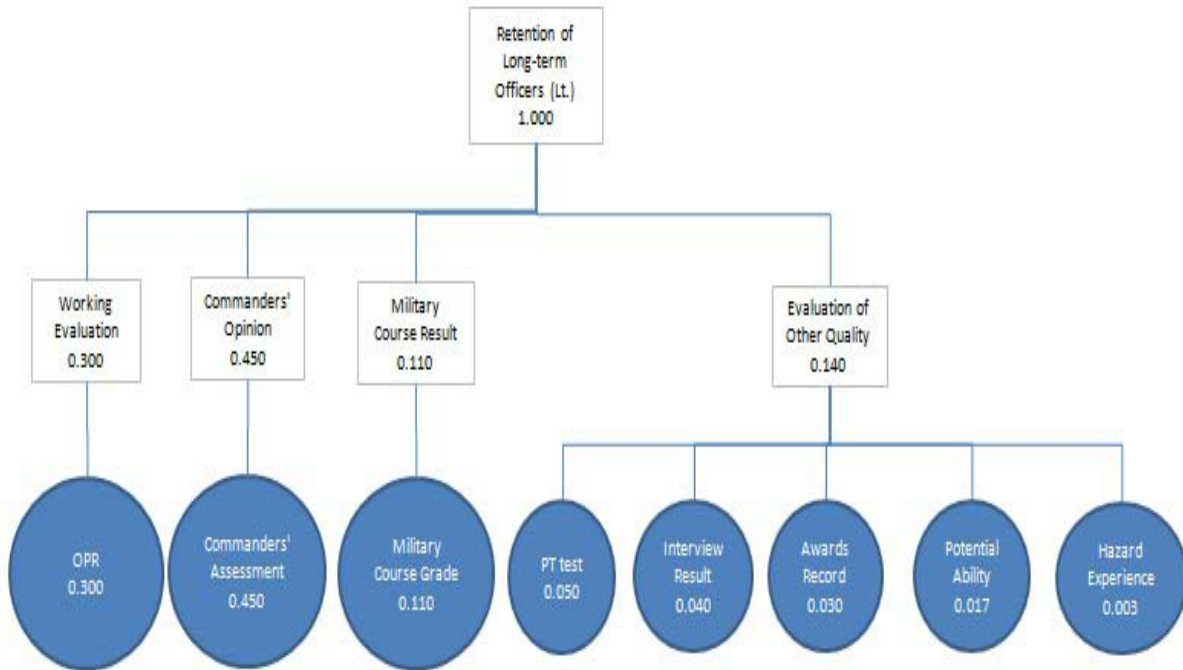 Retention of
Long-term
Officers (Lt.)
1.000
Working
Evaluation
0.300
Commanders'
Opinion
0.450
Military
Course Result
0.110
Evaluation of
Other Quality
0.140
OPR
0.300
Commanders'
Assessment
0.450
Military
Course Grade
0.110
PT test
0.050
Interview
Result
0.040
Awards
Record
0.030
Potential
Ability
0.017
Hazard
Experience
0.003